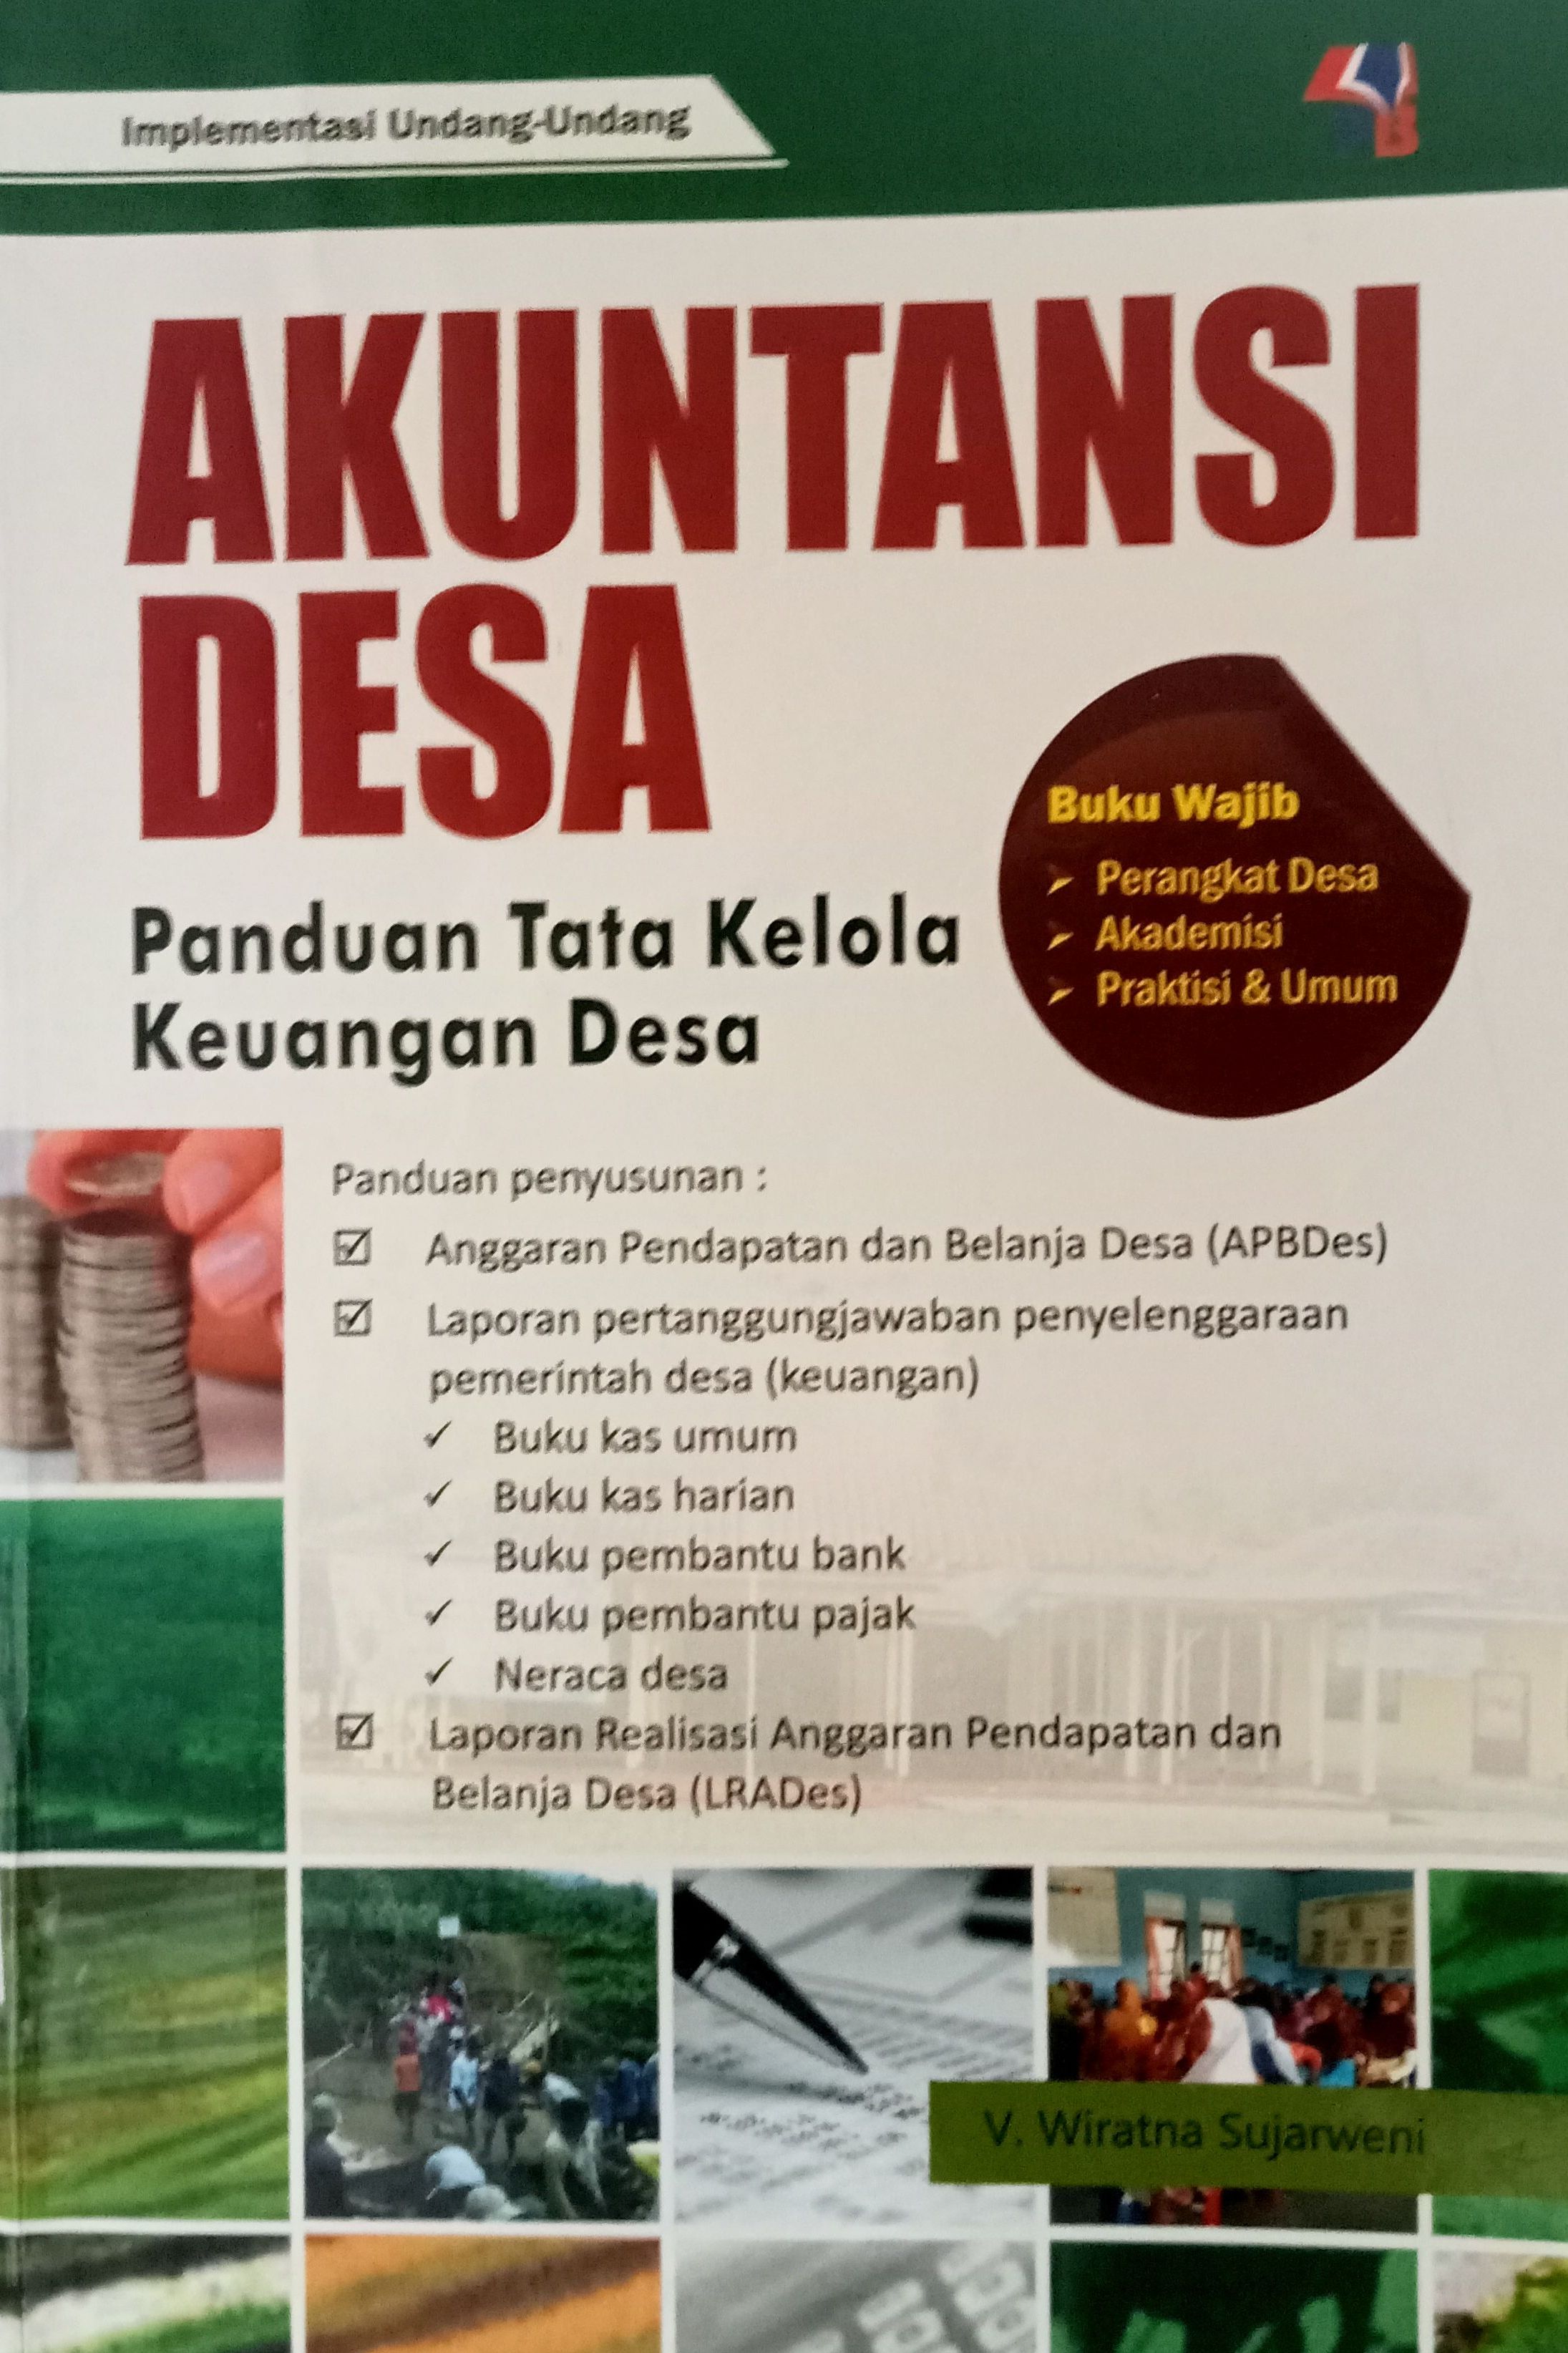 Implementasi Undang-Undang
AKUNTANSI
DESA
Panduan Tata Kelola
Keuangan Desa
Buku Wajib
➤ Perangkat Desa
➤ Akademisi
➤ Praktisi & Umum
Panduan penyusunan :
☑ Anggaran Pendapatan dan Belanja Desa (APBDes)
☑ Laporan pertanggungjawaban penyelenggaraan
pemerintah desa (keuangan)
✓ Buku kas umum
✓ Buku kas harian
✓ Buku pembantu bank
✓ Buku pembantu pajak
✓ Neraca desa
☑ Laporan Realisasi Anggaran Pendapatan dan
Belanja Desa (LRADes)
V. Wiratna Sujarweni